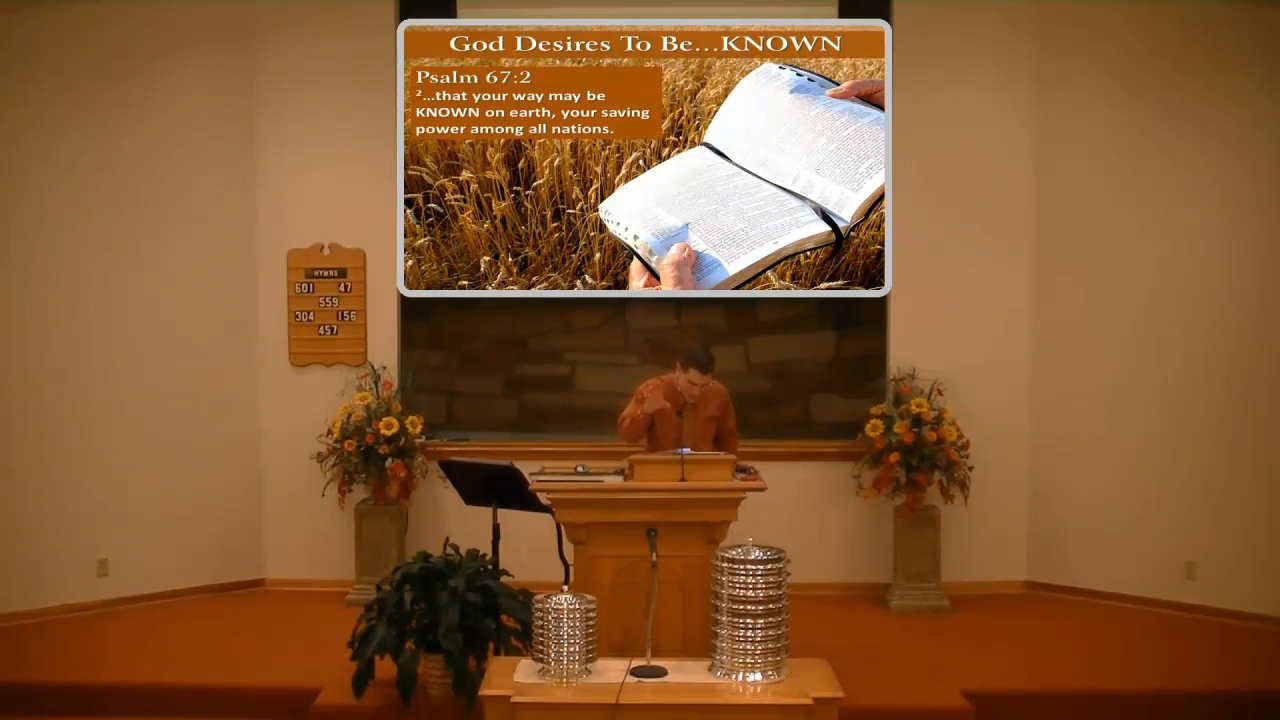 God Desires To Be...KNOWN
Psalm 67:2
²...that your way may be
KNOWN on earth, your saving
power among all nations.
HYMNS
601 47
559
304 156
457